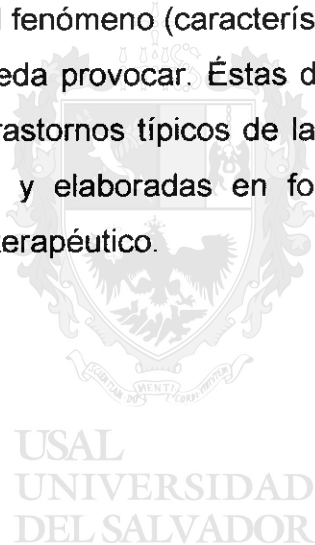 l fenómeno (caracterís
eda provocar. Éstas d
rastornos típicos de la
y elaboradas en fo
erapéutico.
USAL
UNIVERSIDAD
DEL SALVADOR